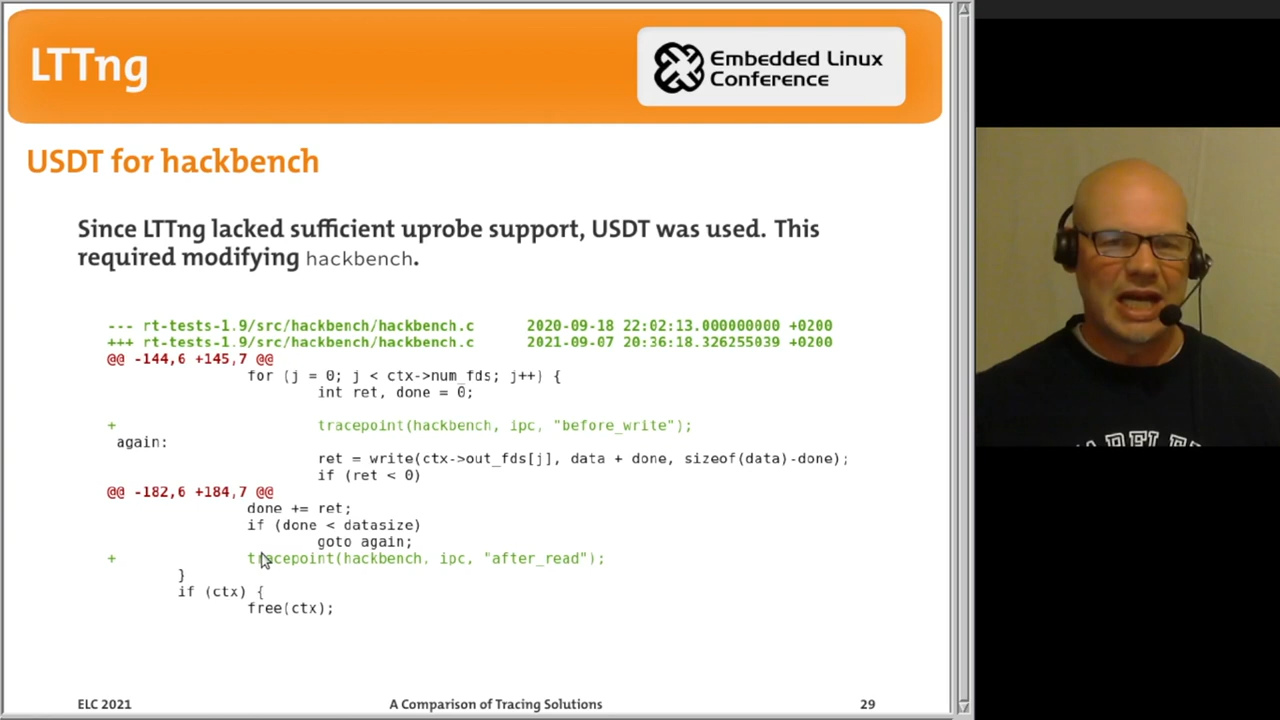 LTTng
Embedded Linux
Conference
USDT for hackbench
Since LTTng lacked sufficient uprobe support, USDT was used. This
required modifying hackbench.
--- rt-tests-1.9/src/hackbench/hackbench.c 2020-09-18 22:02:13.000000000 +0200
+++ rt-tests-1.9/src/hackbench/hackbench.c 2021-09-07 20:36:18.326255039 +0200
@@ -144,6 +145,7 @@
for (j = 0; j < ctx->num_fds; j++) {
int ret, done = 0;
+ tracepoint(hackbench, ipc, "before_write");
again:
ret = write(ctx->out_fds[j], data + done, sizeof(data)-done);
if (ret < 0)
@@ -182,6 +184,7 @@
done += ret;
if (done < datasize)
goto again;
+ tracepoint(hackbench, ipc, "after_read");
}
if (ctx) {
free(ctx);
ELC 2021
A Comparison of Tracing Solutions
29